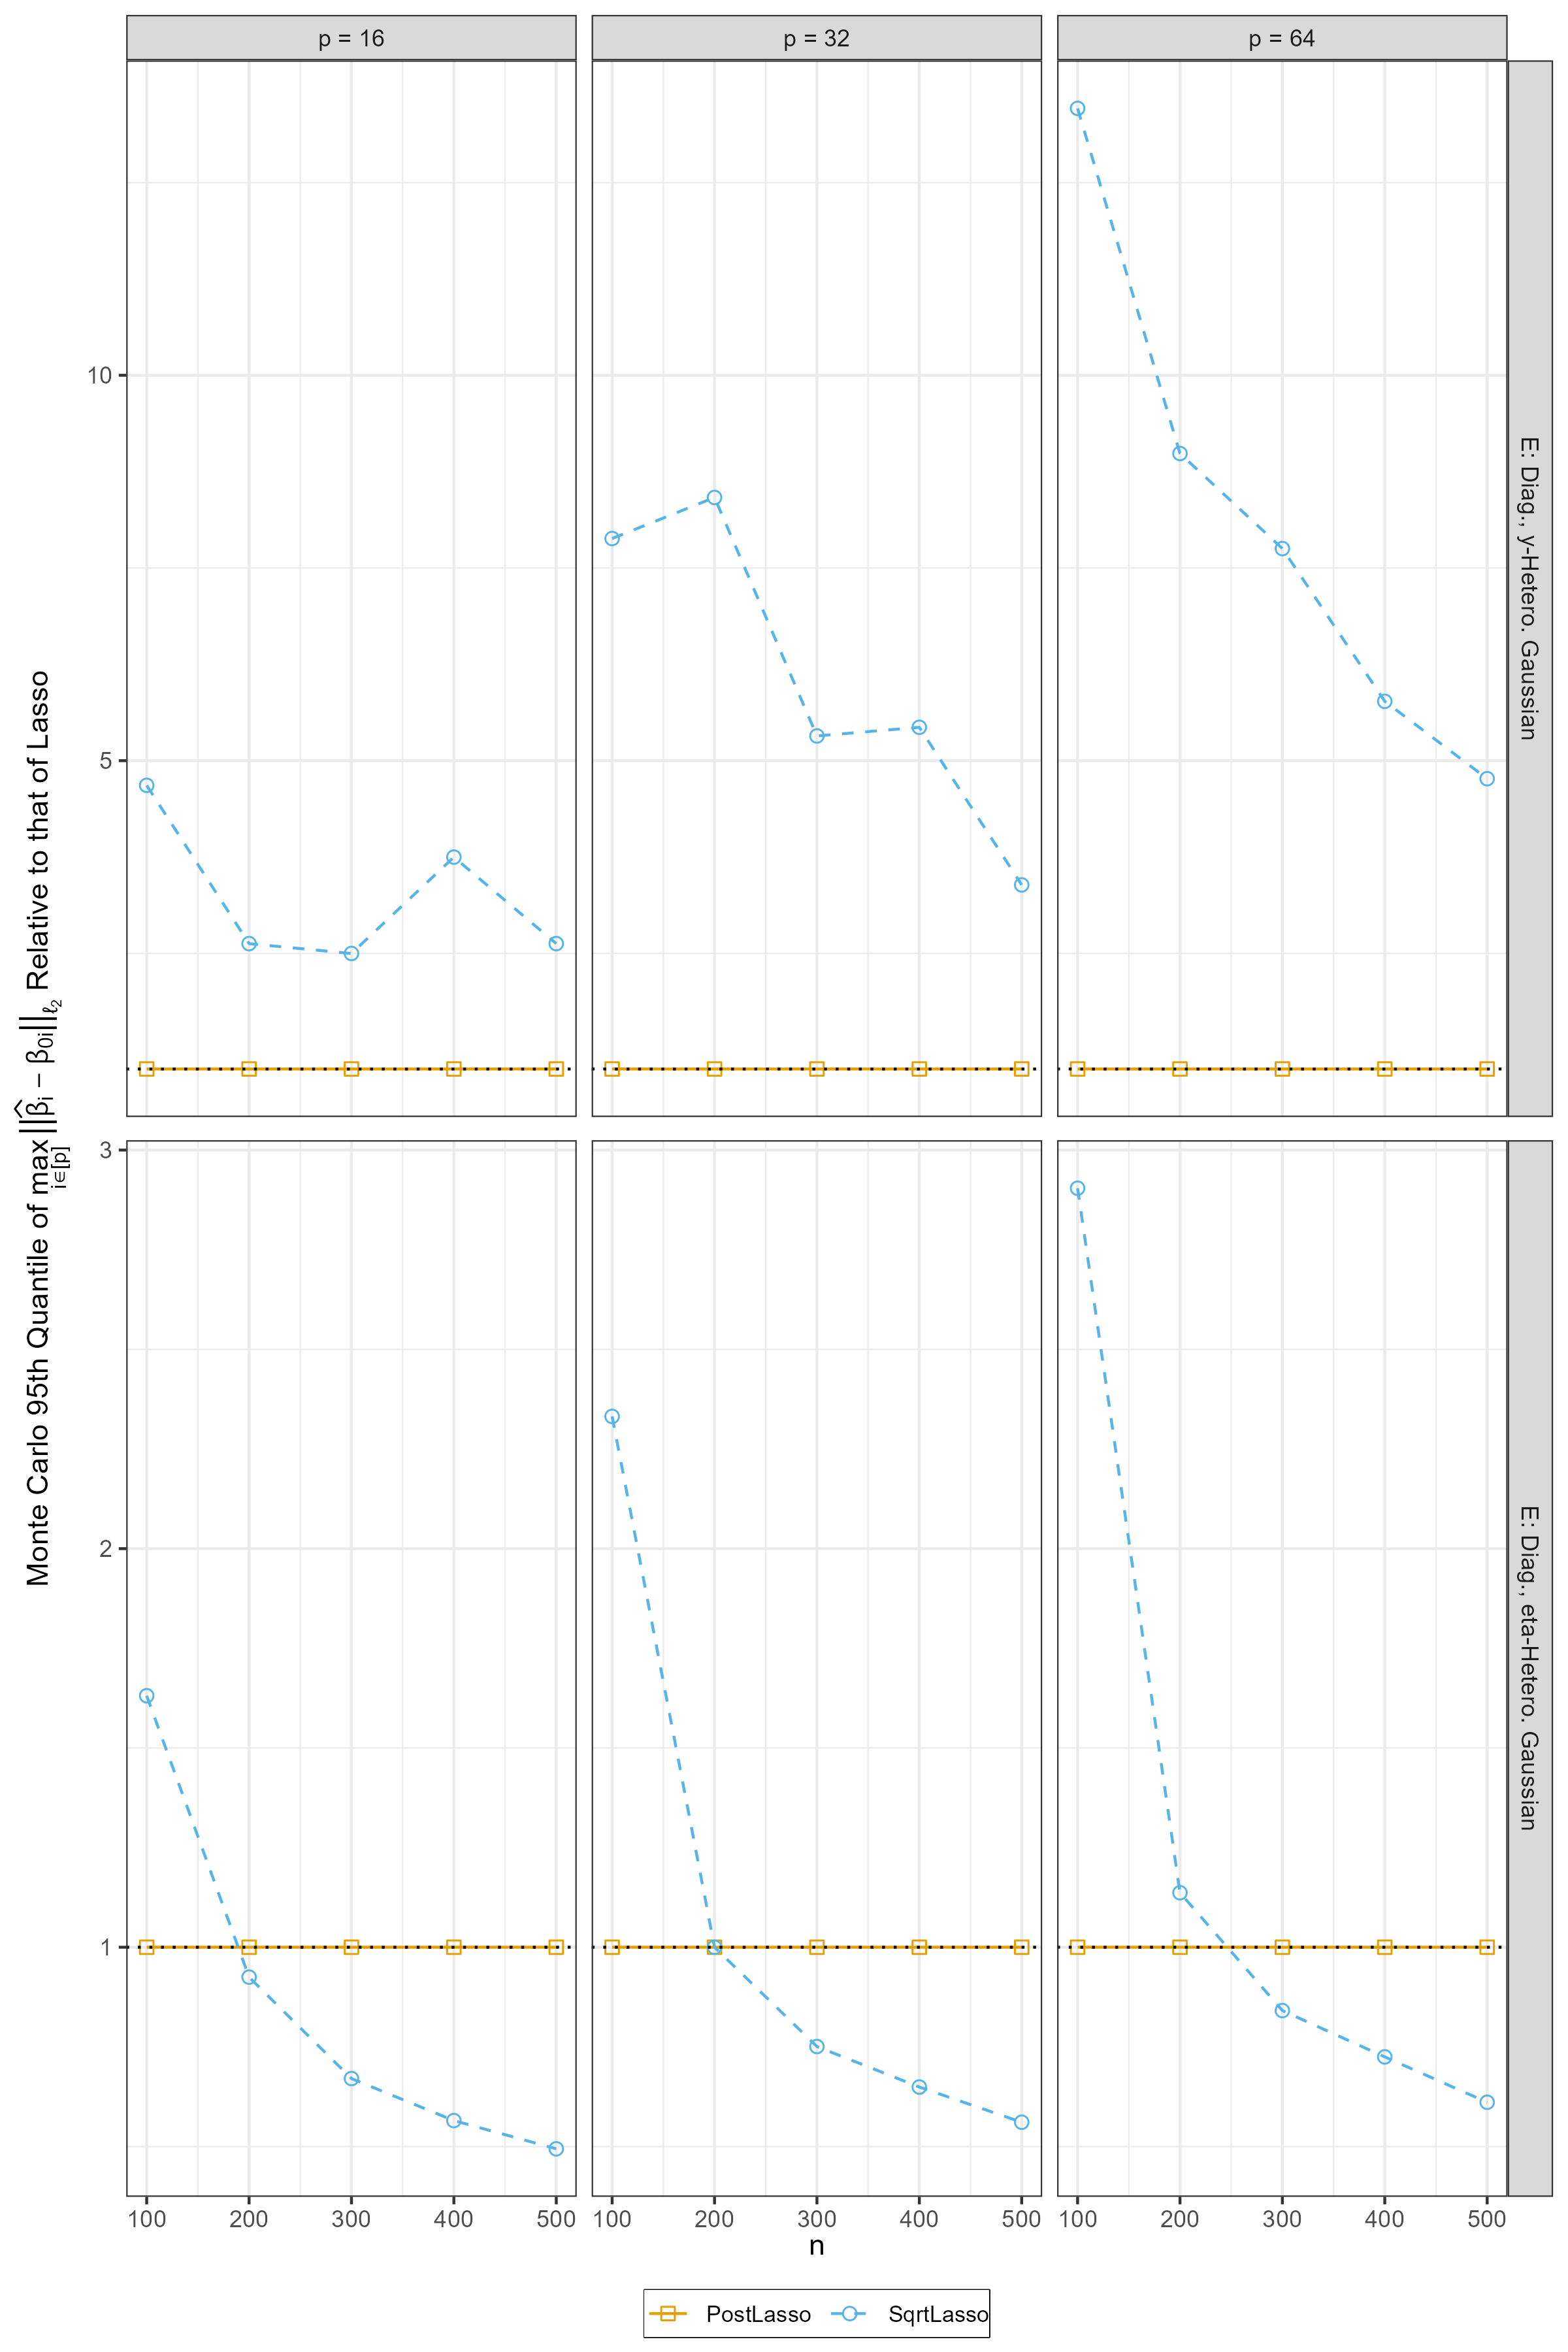 p = 16
p = 32
p = 64
Monte Carlo 95th Quantile of max i∈[p] ||β̂i − β0i||ℓ2 Relative to that of Lasso
10
5
E: Diag., y-Hetero. Gaussian
3
2
1
E: Diag., eta-Hetero. Gaussian
100 200 300 400 500 100 200 300 400 500 100 200 300 400 500
n
PostLasso SqrtLasso